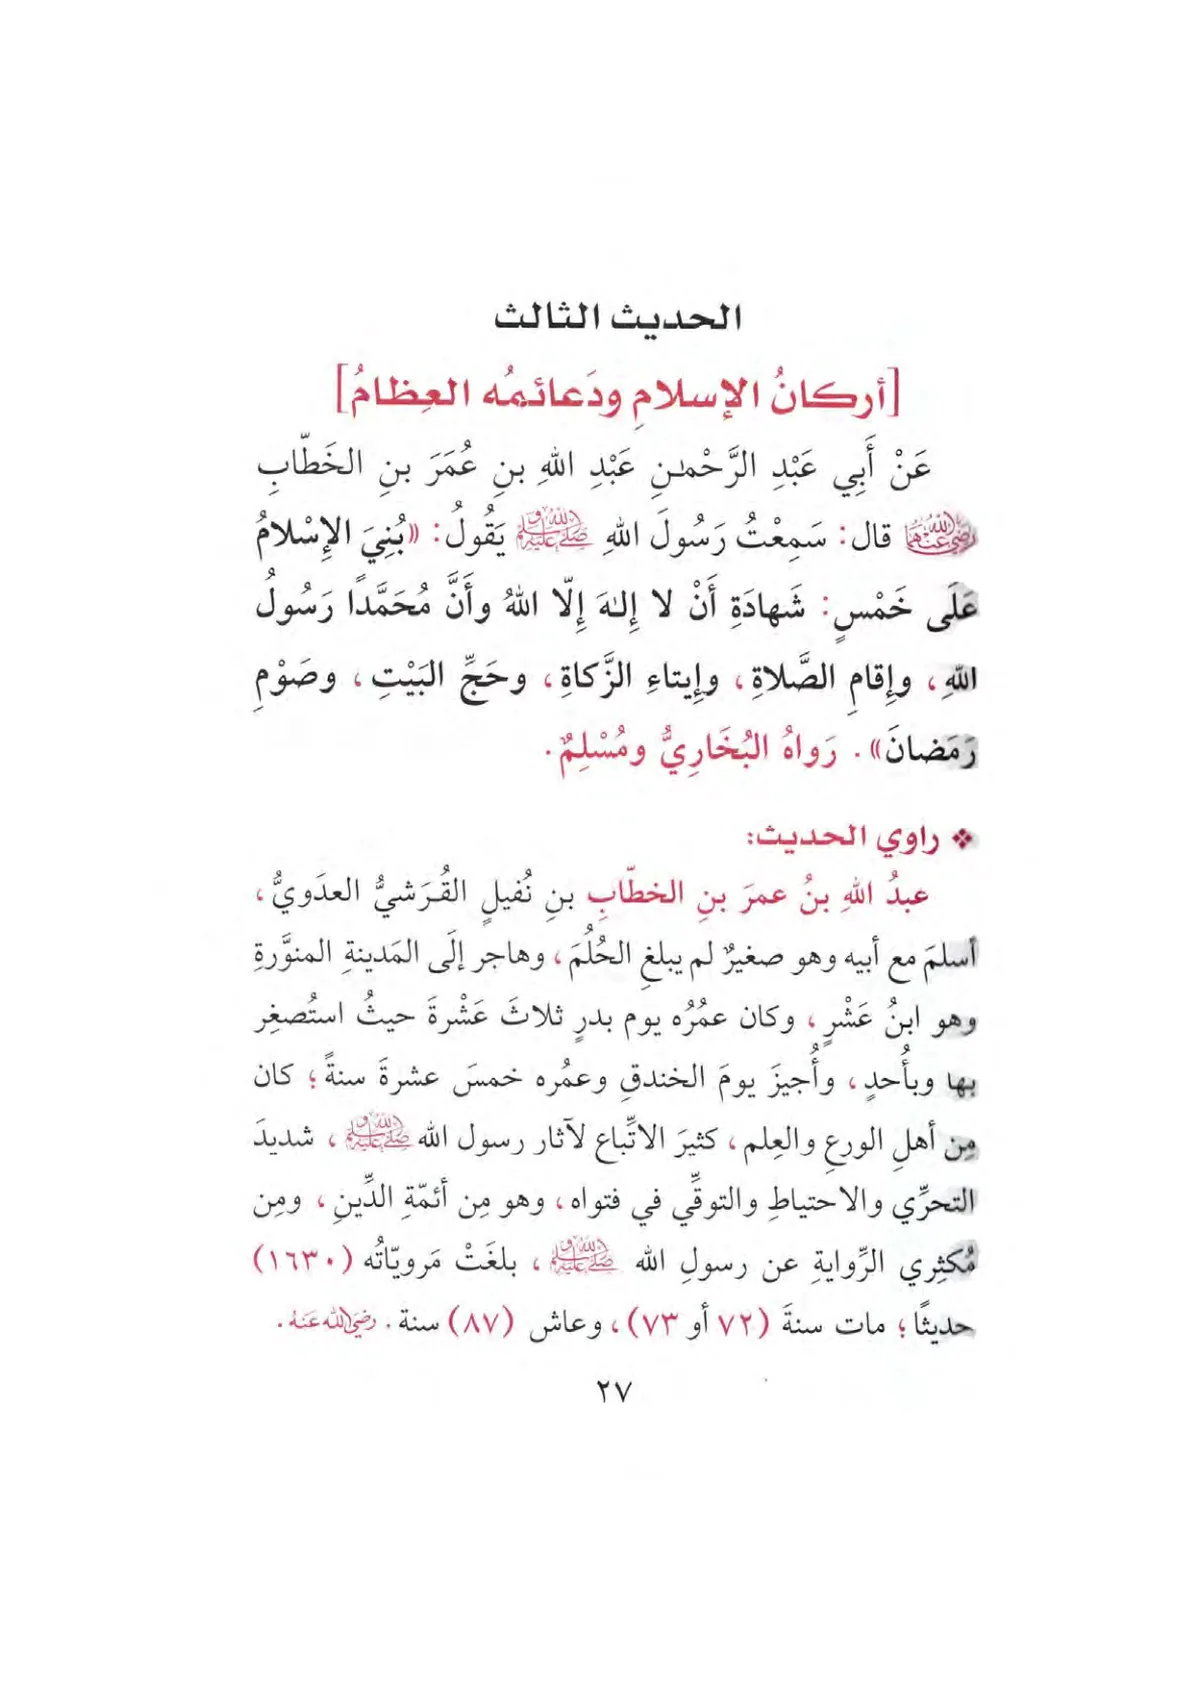 الحديث الثالث
[أركانُ الإسلامِ ودَعائمُه العِظامُ]
عَنْ أَبِي عَبْدِ الرَّحْمٰنِ عَبْدِ اللهِ بنِ عُمَرَ بنِ الخَطّابِ
رضي الله عنهما قال: سَمِعْتُ رَسُولَ اللهِ ﷺ يَقُولُ: «بُنِيَ الإِسْلامُ
عَلَى خَمْسٍ: شَهادَةِ أَنْ لا إِلـٰهَ إِلّا اللهُ وأَنَّ مُحَمَّدًا رَسُولُ
اللهِ، وإِقامِ الصَّلاةِ، وإِيتاءِ الزَّكاةِ، وحَجِّ البَيْتِ، وصَوْمِ
رَمَضانَ». رَواهُ البُخَارِيُّ ومُسْلِمٌ.
❖ راوي الحديث:
عبدُ اللهِ بنُ عمرَ بنِ الخطّابِ بنِ نُفيلٍ القُرَشيُّ العدَويُّ،
أسلمَ مع أبيه وهو صغيرٌ لم يبلغِ الحُلُمَ، وهاجر إلَى المَدينةِ المنوَّرةِ
وهو ابنُ عَشْرٍ، وكان عمُرُه يوم بدرٍ ثلاثَ عَشْرةَ حيثُ استُصغِر
بها وبأُحدٍ، وأُجيزَ يومَ الخندقِ وعمُره خمسَ عشرةَ سنةً؛ كان
مِن أهلِ الورعِ والعِلم، كثيرَ الاتِّباع لآثار رسول الله ﷺ، شديدَ
التحرِّي والاحتياطِ والتوقِّي في فتواه، وهو مِن أئمّةِ الدِّينِ، ومِن
مُكثِري الرِّوايةِ عن رسولِ الله ﷺ، بلغَتْ مَرويّاتُه (١٦٣٠)
حديثًا؛ مات سنةَ (٧٢ أو ٧٣)، وعاش (٨٧) سنة. رضي الله عنه.
٢٧